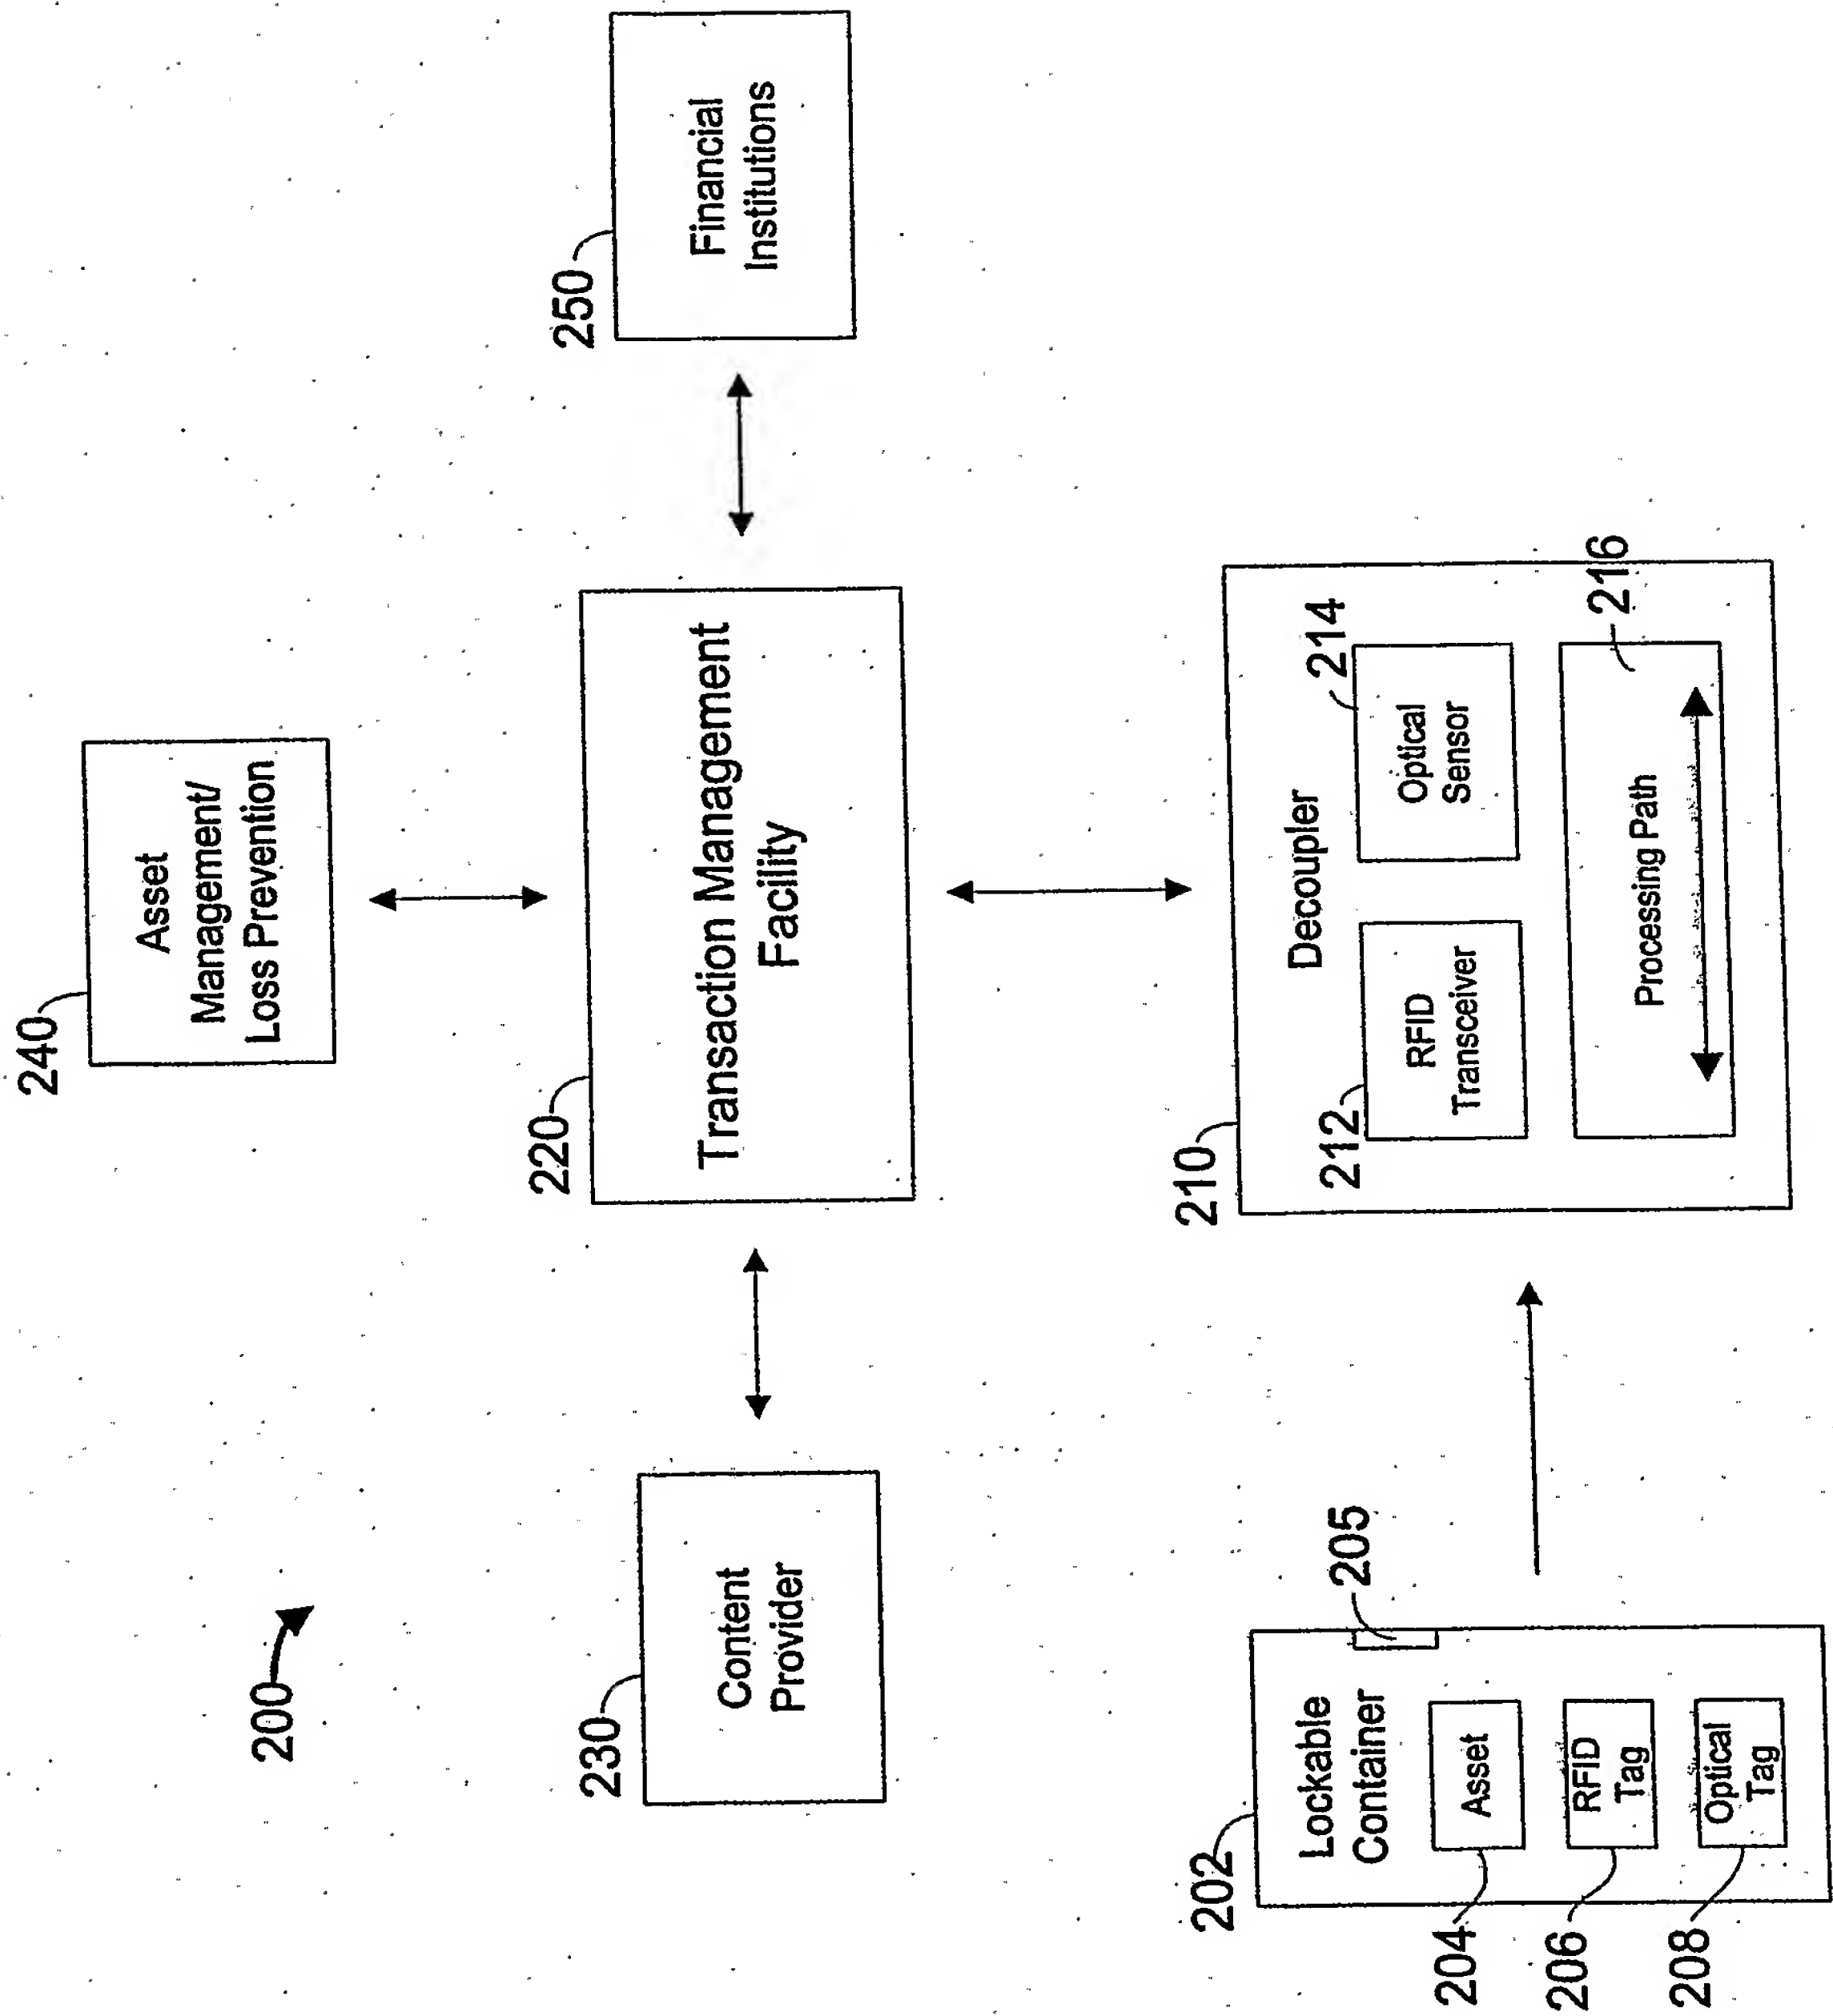 200
240
Asset
Management/
Loss Prevention
230
Content
Provider
220
Transaction Management
Facility
250
Financial
Institutions
202
Lockable
Container
205
204
Asset
206
RFID
Tag
208
Optical
Tag
210
Decoupler
212
RFID
Transceiver
214
Optical
Sensor
216
Processing Path